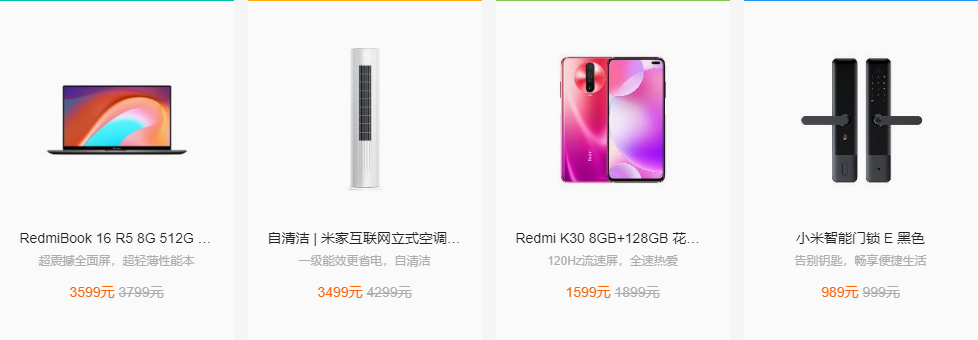 RedmiBook 16 R5 8G 512G ...
超震撼全面屏，超轻薄性能本
3599元 3799元
自清洁 | 米家互联网立式空调...
一级能效更省电，自清洁
3499元 4299元
Redmi K30 8GB+128GB 花...
120Hz流速屏，全速热爱
1599元 1899元
小米智能门锁 E 黑色
告别钥匙，畅享便捷生活
989元 999元